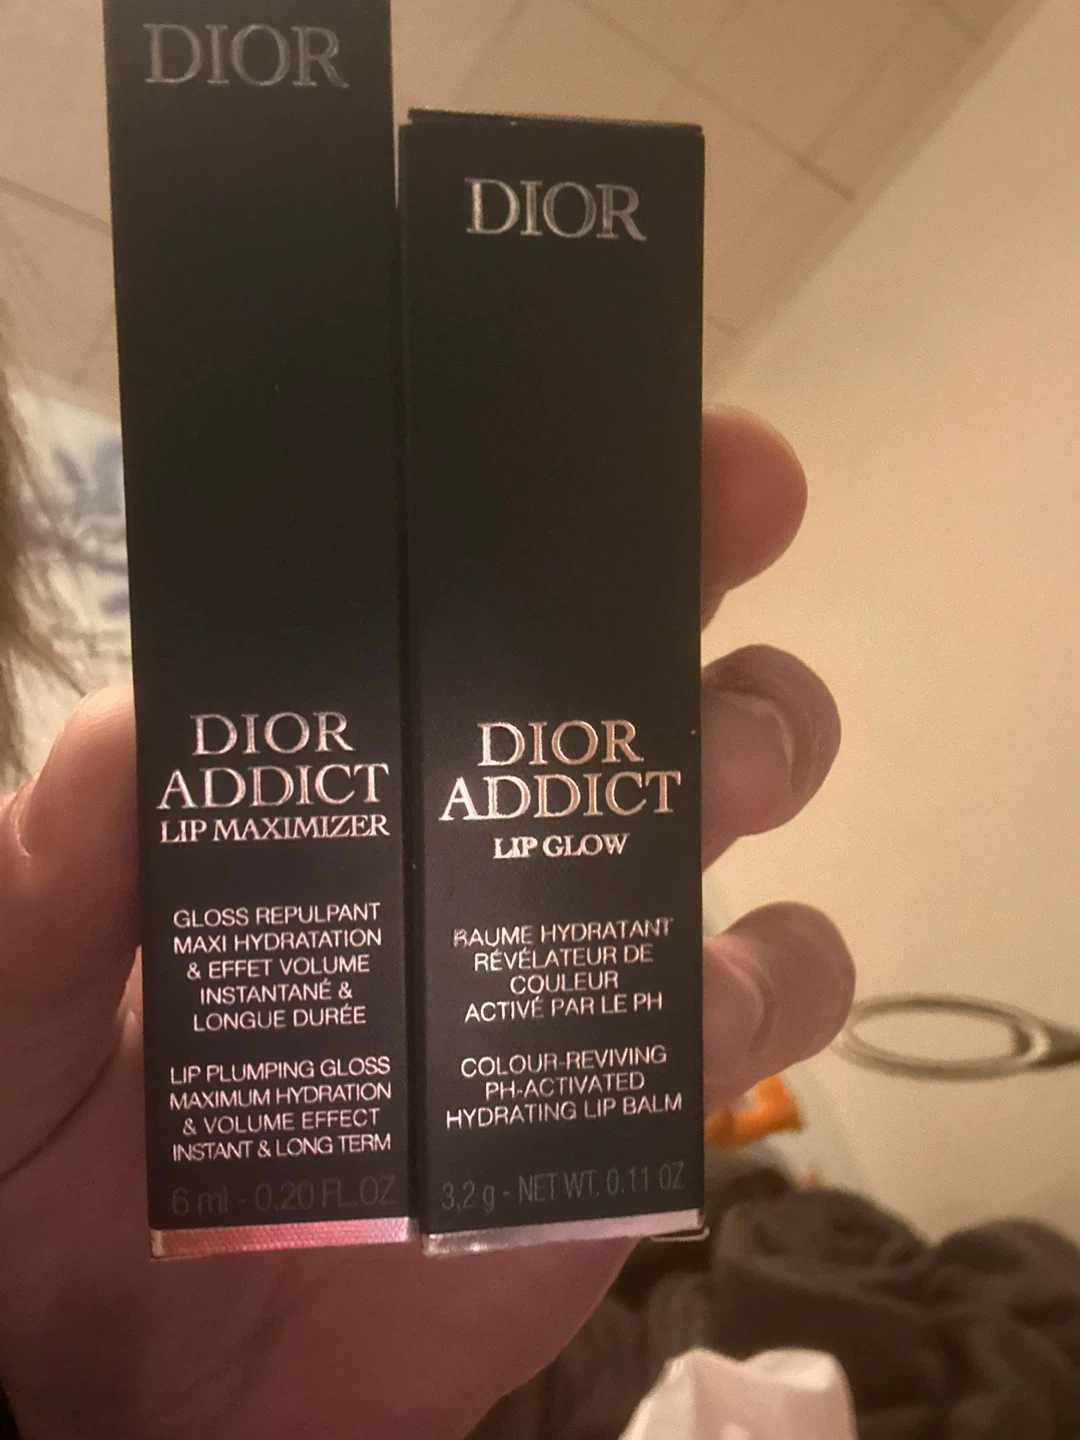 DIOR
DIOR
ADDICT
LIP MAXIMIZER
GLOSS REPULPANT
MAXI HYDRATATION
& EFFET VOLUME
INSTANTANÉ &
LONGUE DURÉE
LIP PLUMPING GLOSS
MAXIMUM HYDRATION
& VOLUME EFFECT
INSTANT & LONG TERM
6 ml - 0.20 FL.OZ
DIOR
DIOR
ADDICT
LIP GLOW
BAUME HYDRATANT
RÉVÉLATEUR DE
COULEUR
ACTIVÉ PAR LE PH
COLOUR-REVIVING
PH-ACTIVATED
HYDRATING LIP BALM
3,2 g - NET WT. 0.11 OZ